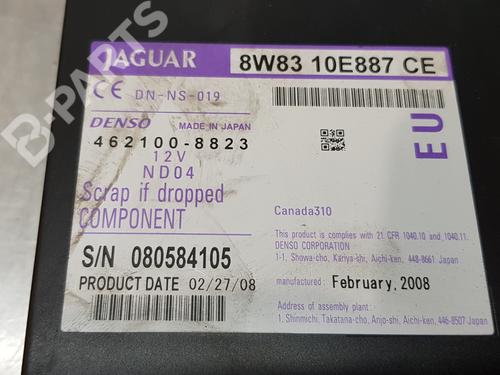 JAGUAR
8W83 10E887 CE
CE DN-NS-019
DENSO MADE IN JAPAN
462100-8823
12V
ND04
Scrap if dropped
COMPONENT
S/N 080584105
PRODUCT DATE 02/27/08
EU
Canada310
This product is complies with 21 CFR 1040.10 and 1040.11.
DENSO CORPORATION
1-1, Showa-cho, Kariya-shi, Aichi-ken, 448-8661 Japan
manufactured: February, 2008
Address of assembly plant:
1, Shinmichi, Takatana-cho, Anjo-shi, Aichi-ken, 446-8507 Japan
B-PARTS